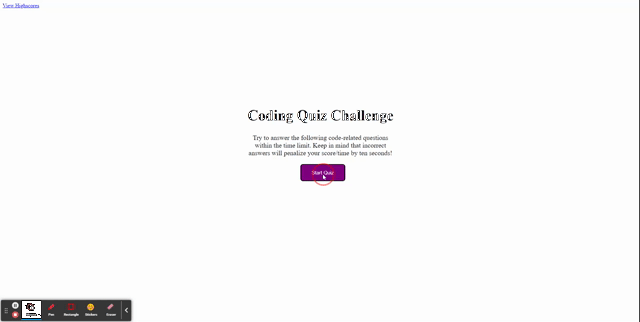 View Highscores
Coding Quiz Challenge
Try to answer the following code-related questions
within the time limit. Keep in mind that incorrect
answers will penalize your score/time by ten seconds!
Start Quiz
Pen
Rectangle
Stickers
Eraser